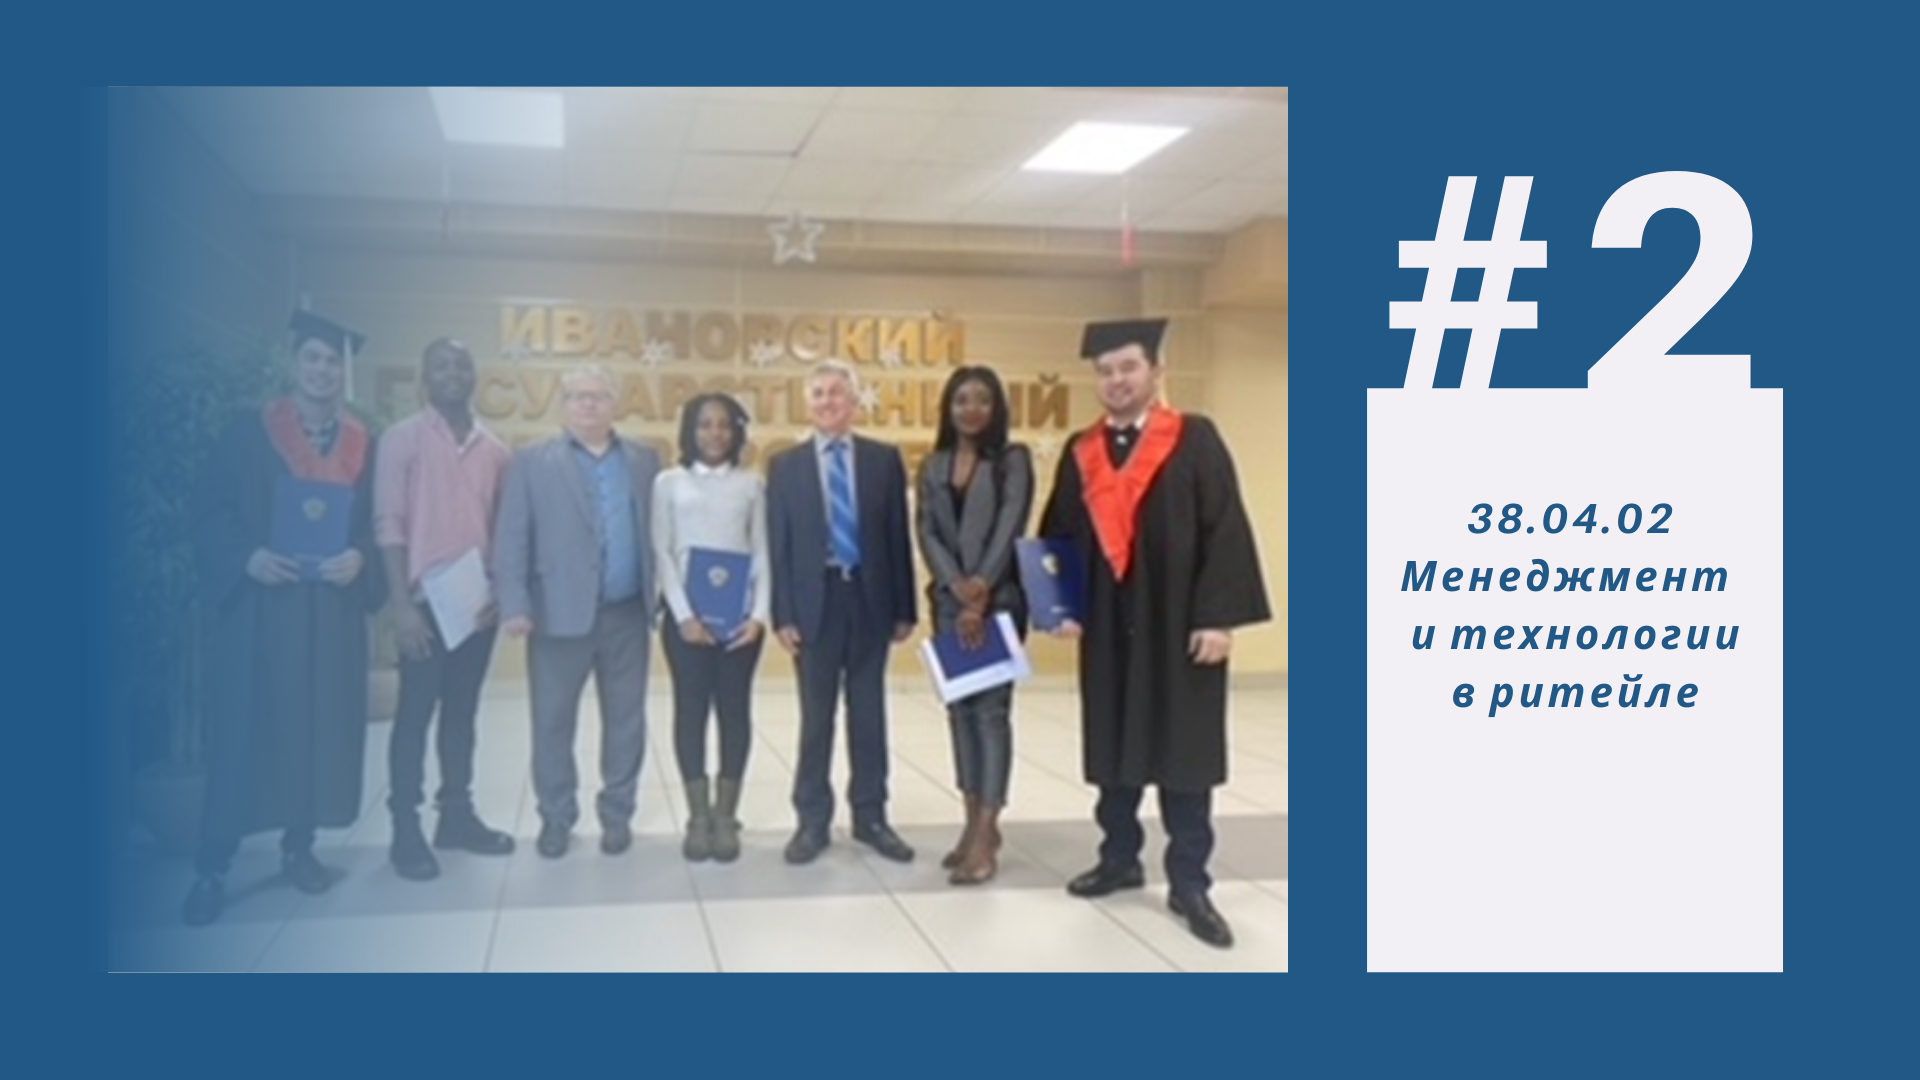 ИВАНОВСКИЙ
#2
38.04.02
Менеджмент
и технологии
в ритейле